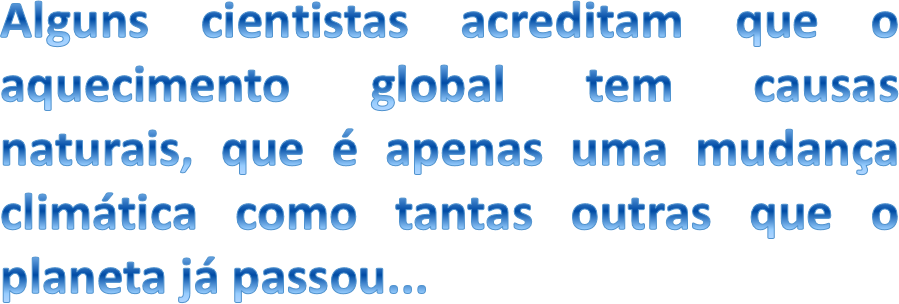 Alguns cientistas acreditam que o
aquecimento global tem causas
naturais, que é apenas uma mudança
climática como tantas outras que o
planeta já passou...